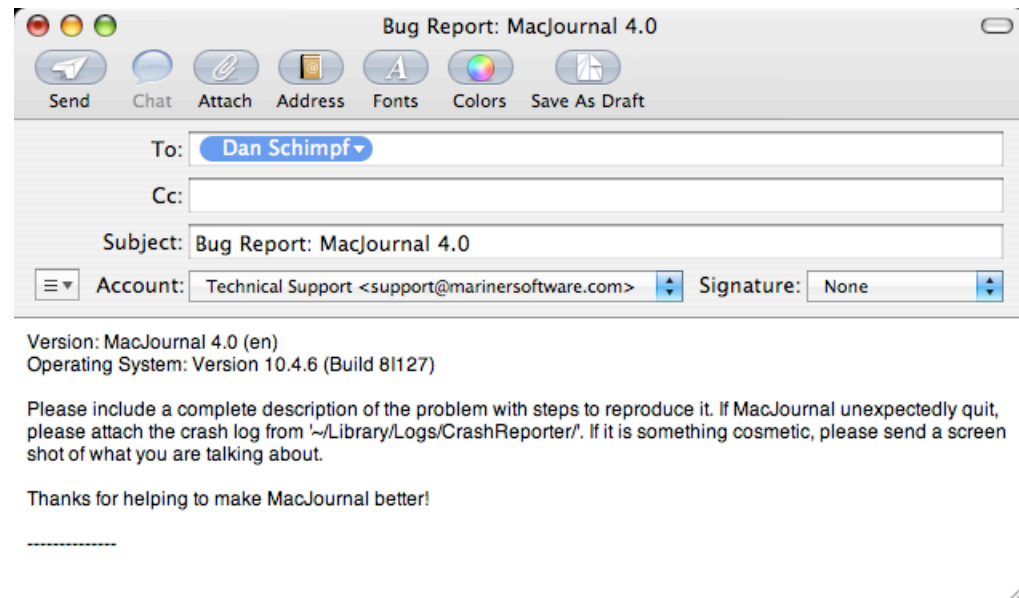 Bug Report: MacJournal 4.0
Send Chat Attach Address Fonts Colors Save As Draft
To: Dan Schimpf
Cc:
Subject: Bug Report: MacJournal 4.0
Account: Technical Support <support@marinersoftware.com> Signature: None
Version: MacJournal 4.0 (en)
Operating System: Version 10.4.6 (Build 8I127)
Please include a complete description of the problem with steps to reproduce it. If MacJournal unexpectedly quit,
please attach the crash log from '~/Library/Logs/CrashReporter/'. If it is something cosmetic, please send a screen
shot of what you are talking about.
Thanks for helping to make MacJournal better!
--------------